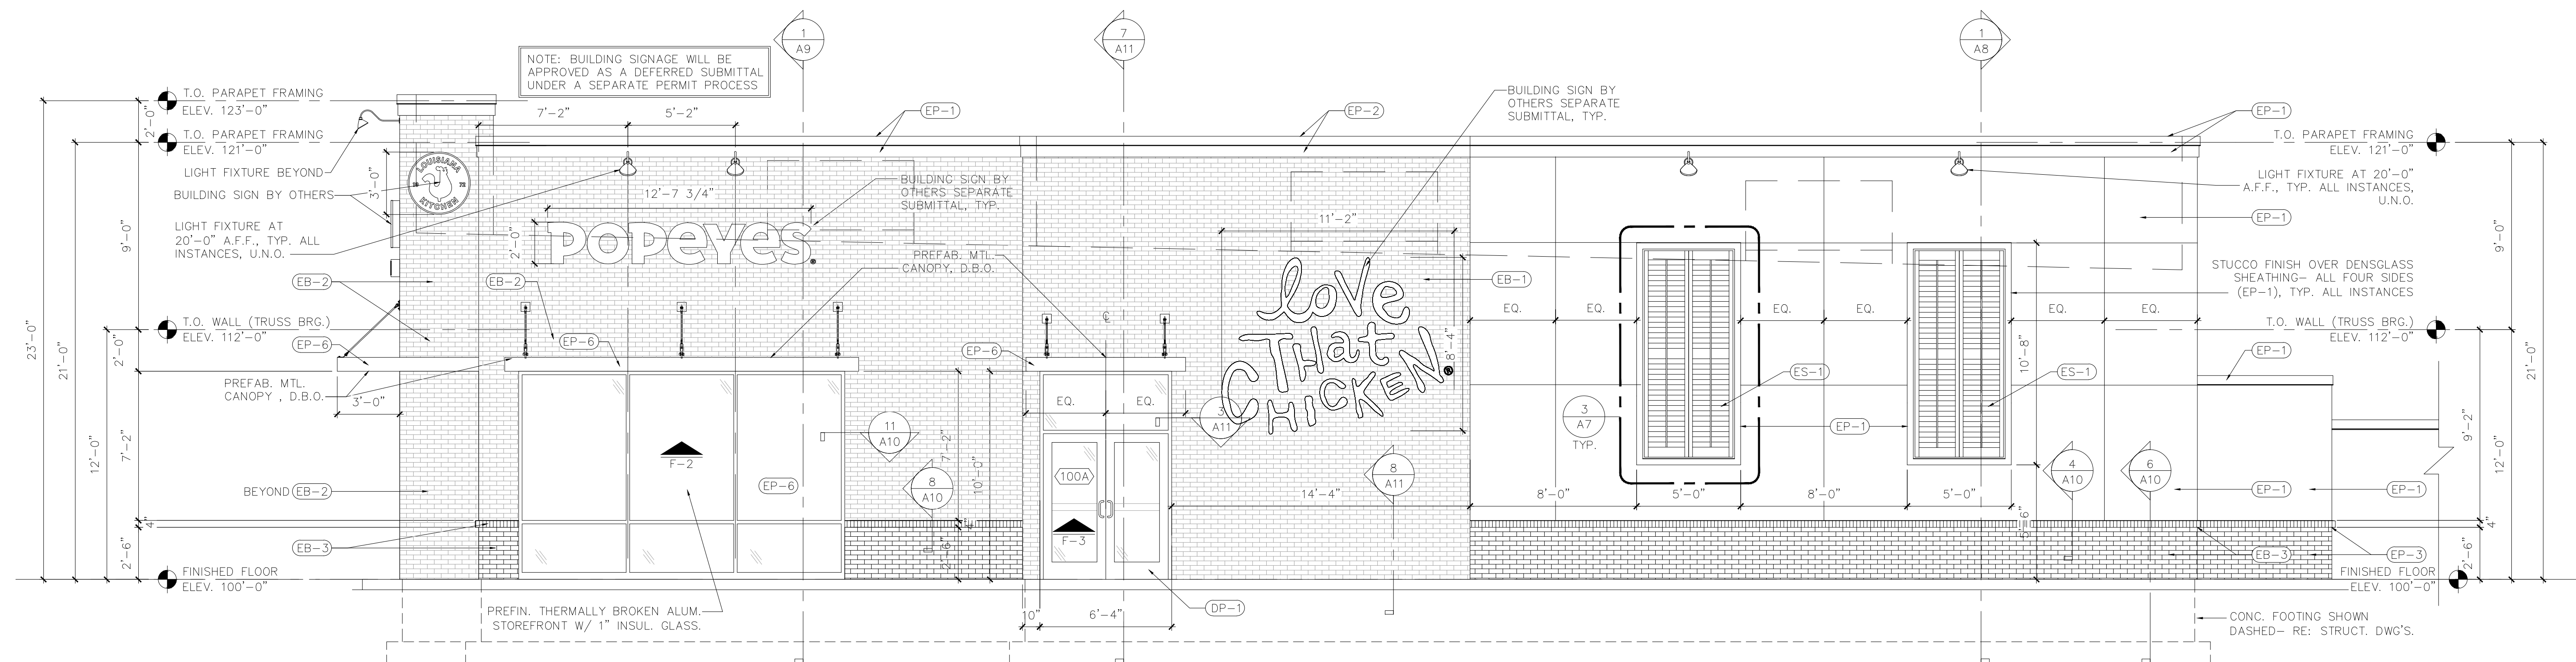 1
A9
7
A11
1
A8
NOTE: BUILDING SIGNAGE WILL BE
APPROVED AS A DEFERRED SUBMITTAL
UNDER A SEPARATE PERMIT PROCESS
T.O. PARAPET FRAMING
ELEV. 123'-0"
T.O. PARAPET FRAMING
ELEV. 121'-0"
LIGHT FIXTURE BEYOND
BUILDING SIGN BY OTHERS
LIGHT FIXTURE AT
20'-0" A.F.F., TYP. ALL
INSTANCES, U.N.O.
EB-2
T.O. WALL (TRUSS BRG.)
ELEV. 112'-0"
EP-6
PREFAB. MTL.
CANOPY , D.B.O.
3'-0"
BEYOND EB-2
EB-3
FINISHED FLOOR
ELEV. 100'-0"
23'-0"
21'-0"
12'-0"
2'-0"
9'-0"
2'-0"
7'-2"
4"
2'-6"
3'-0"
LOUISIANA
19 72
KITCHEN
7'-2"
5'-2"
EP-1
12'-7 3/4"
2'-0"
POPEYES®
BUILDING SIGN BY
OTHERS SEPARATE
SUBMITTAL, TYP.
PREFAB. MTL.
CANOPY, D.B.O.
EB-2
EP-6
F-2
EP-6
11
A10
8
A10
7'-2"
4"
2'-6"
10'-0"
PREFIN. THERMALLY BROKEN ALUM.
STOREFRONT W/ 1" INSUL. GLASS.
EP-6
EQ.
EQ.
3
A11
100A
F-3
DP-1
10"
6'-4"
EP-2
BUILDING SIGN BY
OTHERS SEPARATE
SUBMITTAL, TYP.
11'-2"
EB-1
8'-4"
love
THat
CHICKEN®
14'-4"
8
A11
EQ.
EQ.
EQ.
EQ.
EQ.
EQ.
3
A7
TYP.
ES-1
EP-1
ES-1
10'-8"
5'-6"
8'-0"
5'-0"
8'-0"
5'-0"
4
A10
6
A10
EP-1
T.O. PARAPET FRAMING
ELEV. 121'-0"
LIGHT FIXTURE AT 20'-0"
A.F.F., TYP. ALL INSTANCES,
U.N.O.
EP-1
STUCCO FINISH OVER DENSGLASS
SHEATHING- ALL FOUR SIDES
(EP-1), TYP. ALL INSTANCES
T.O. WALL (TRUSS BRG.)
ELEV. 112'-0"
EP-1
EP-1
EP-1
EB-3
EP-3
FINISHED FLOOR
ELEV. 100'-0"
9'-0"
9'-2"
4"
2'-6"
12'-0"
21'-0"
CONC. FOOTING SHOWN
DASHED- RE: STRUCT. DWG'S.